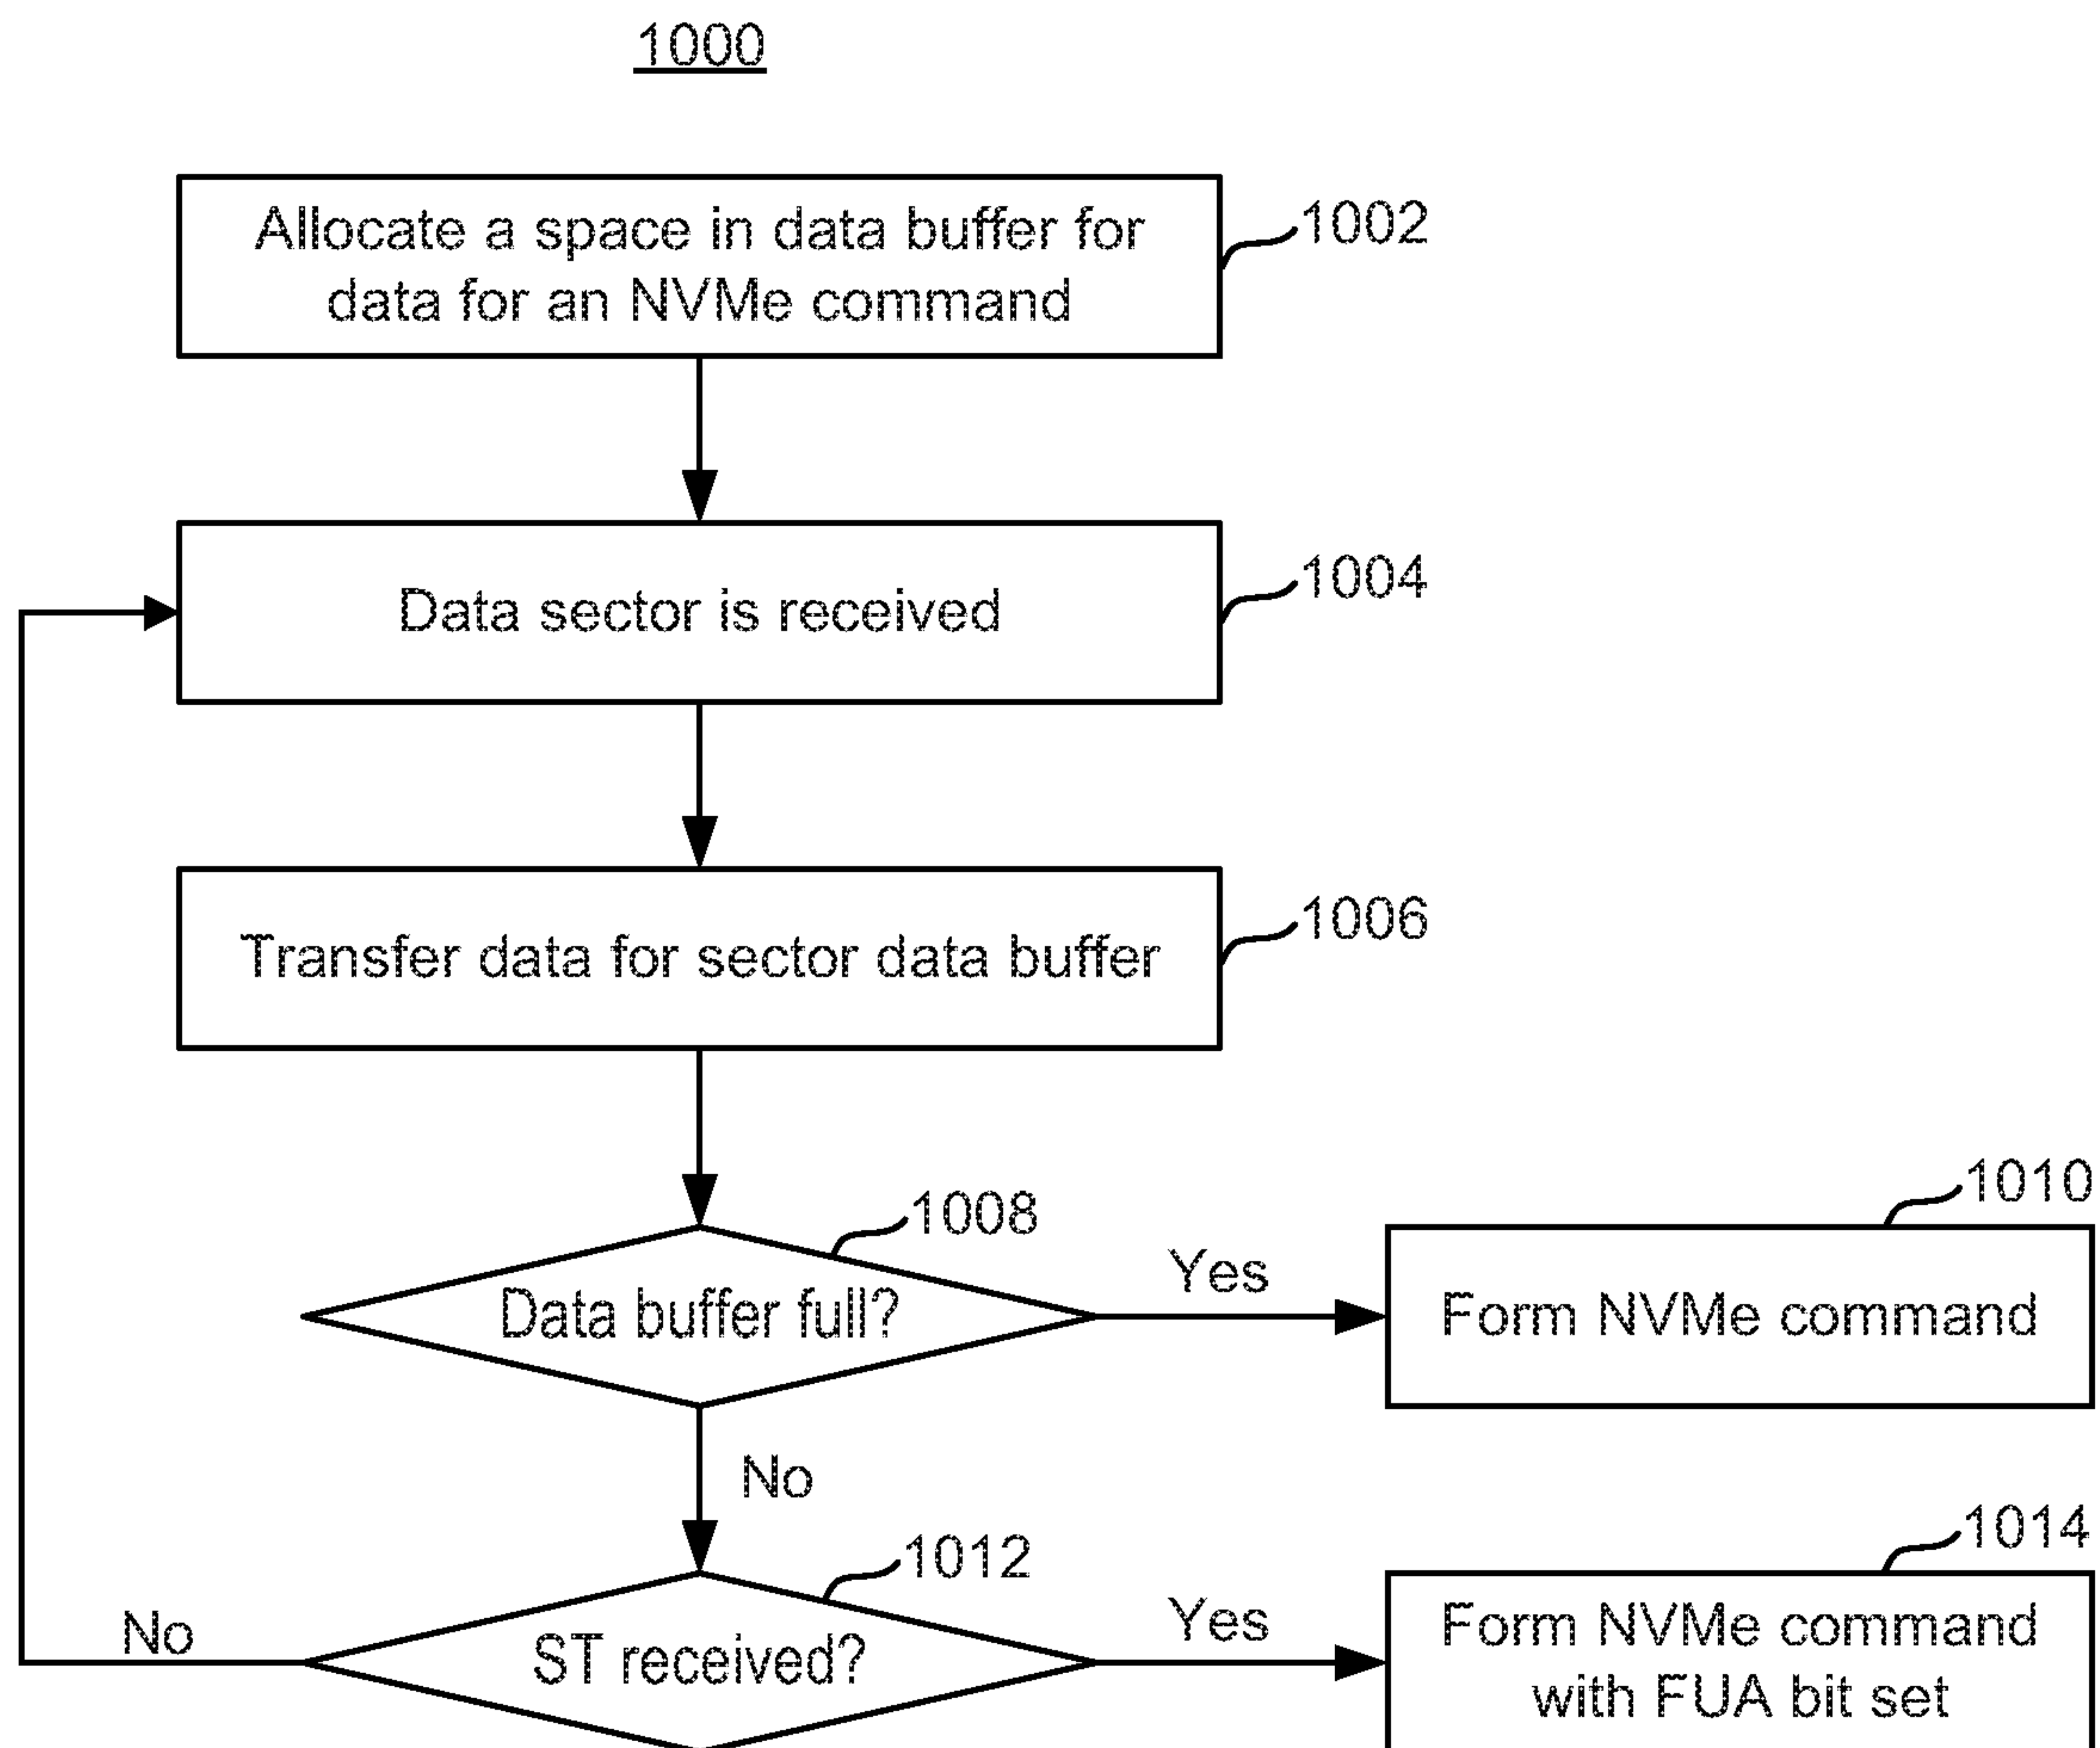 1000
Allocate a space in data buffer for
data for an NVMe command
1002
Data sector is received
1004
Transfer data for sector data buffer
1006
1008
Data buffer full?
Yes
1010
Form NVMe command
No
1012
ST received?
No
Yes
1014
Form NVMe command
with FUA bit set